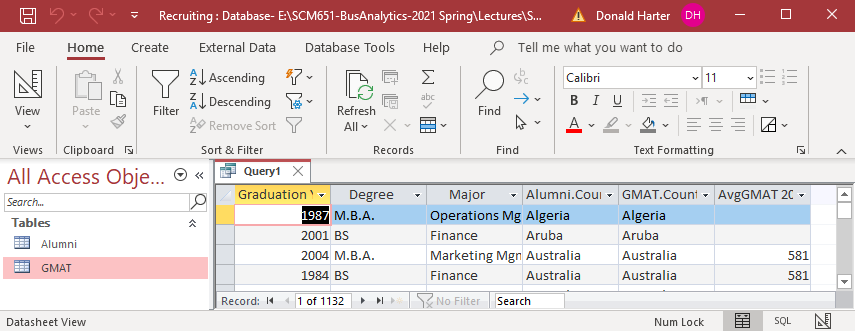 Recruiting : Database- E:\SCM651-BusAnalytics-2021 Spring\Lectures\S... Donald Harter DH
File Home Create External Data Database Tools Help Tell me what you want to do
View
Paste
Filter
Ascending
Descending
Remove Sort
Refresh All
Find
Calibri 11
B I U
A
Views Clipboard Sort & Filter Records Find Text Formatting
All Access Obje...
Search...
Tables
Alumni
GMAT
Query1
Graduation Degree Major Alumni.Cour GMAT.Count AvgGMAT 20
1987 M.B.A. Operations Mg Algeria Algeria
2001 BS Finance Aruba Aruba
2004 M.B.A. Marketing Mgn Australia Australia 581
1984 BS Finance Australia Australia 581
Record: 1 of 1132 No Filter Search
Datasheet View Num Lock SQL